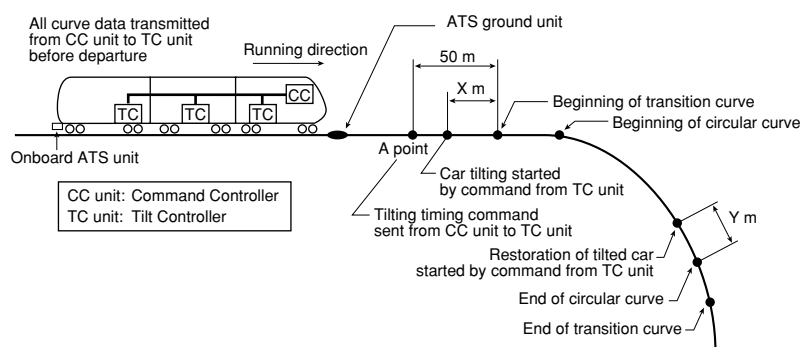 All curve data transmitted
from CC unit to TC unit
before departure
Running direction
ATS ground unit
50 m
X m
CC
TC
TC
TC
Beginning of transition curve
Beginning of circular curve
Onboard ATS unit
A point
Car tilting started
by command from TC unit
CC unit: Command Controller
TC unit: Tilt Controller
Tilting timing command
sent from CC unit to TC unit
Y m
Restoration of tilted car
started by command from TC unit
End of circular curve
End of transition curve